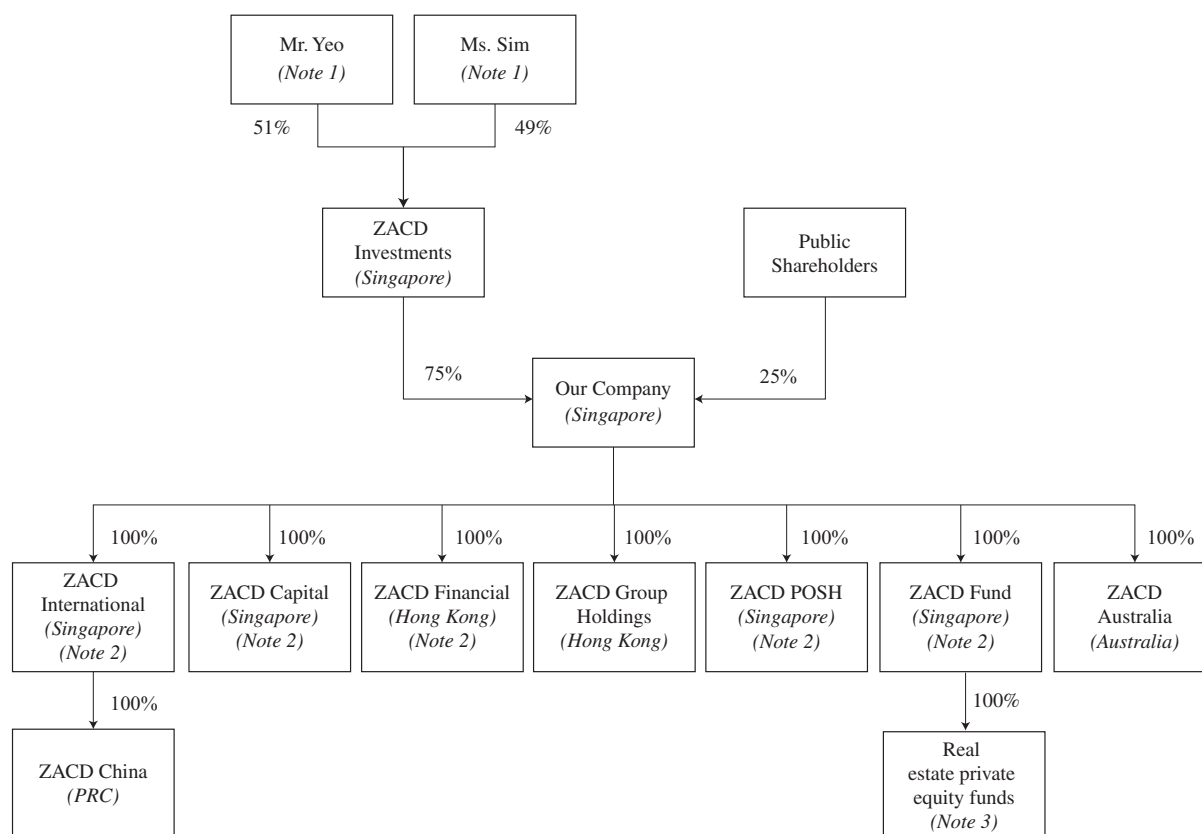 Mr. Yeo
(Note 1)
Ms. Sim
(Note 1)
51%
49%
ZACD
Investments
(Singapore)
Public
Shareholders
75%
25%
Our Company
(Singapore)
100%
100%
100%
100%
100%
100%
100%
ZACD
International
(Singapore)
(Note 2)
ZACD Capital
(Singapore)
(Note 2)
ZACD Financial
(Hong Kong)
(Note 2)
ZACD Group
Holdings
(Hong Kong)
ZACD POSH
(Singapore)
(Note 2)
ZACD Fund
(Singapore)
(Note 2)
ZACD
Australia
(Australia)
100%
100%
ZACD China
(PRC)
Real
estate private
equity funds
(Note 3)